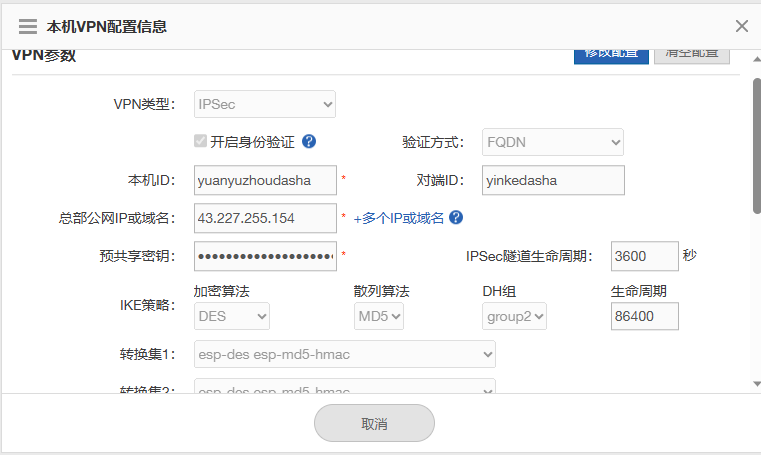 本机VPN配置信息
VPN参数 修改配置 清空配置
VPN类型: IPSec
开启身份验证 ? 验证方式: FQDN
本机ID: yuanyuzhoudasha * 对端ID: yinkedasha
总部公网IP或域名: 43.227.255.154 * +多个IP或域名 ?
预共享密钥: •••••••••••••••••••• * IPSec隧道生命周期: 3600 秒
加密算法 散列算法 DH组 生命周期
IKE策略: DES MD5 group2 86400
转换集1: esp-des esp-md5-hmac
转换集2: esp-des esp-md5-hmac
取消